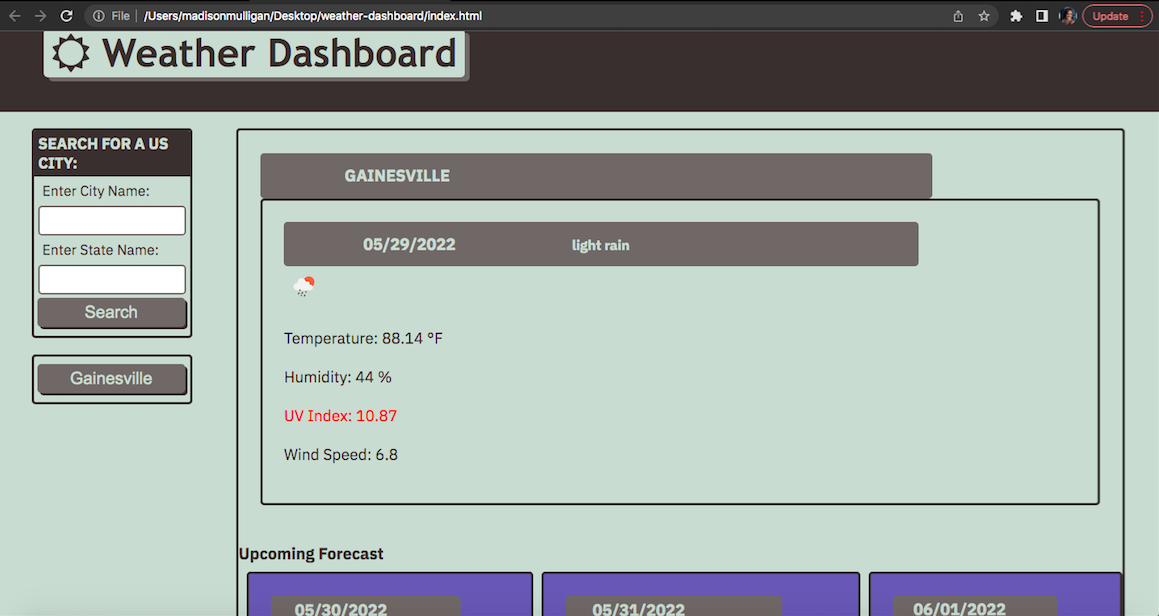 File | /Users/madisonmulligan/Desktop/weather-dashboard/index.html
Update
Weather Dashboard
SEARCH FOR A US
CITY:
Enter City Name:
Enter State Name:
Search
Gainesville
GAINESVILLE
05/29/2022 light rain
Temperature: 88.14 °F
Humidity: 44 %
UV Index: 10.87
Wind Speed: 6.8
Upcoming Forecast
05/30/2022 05/31/2022 06/01/2022